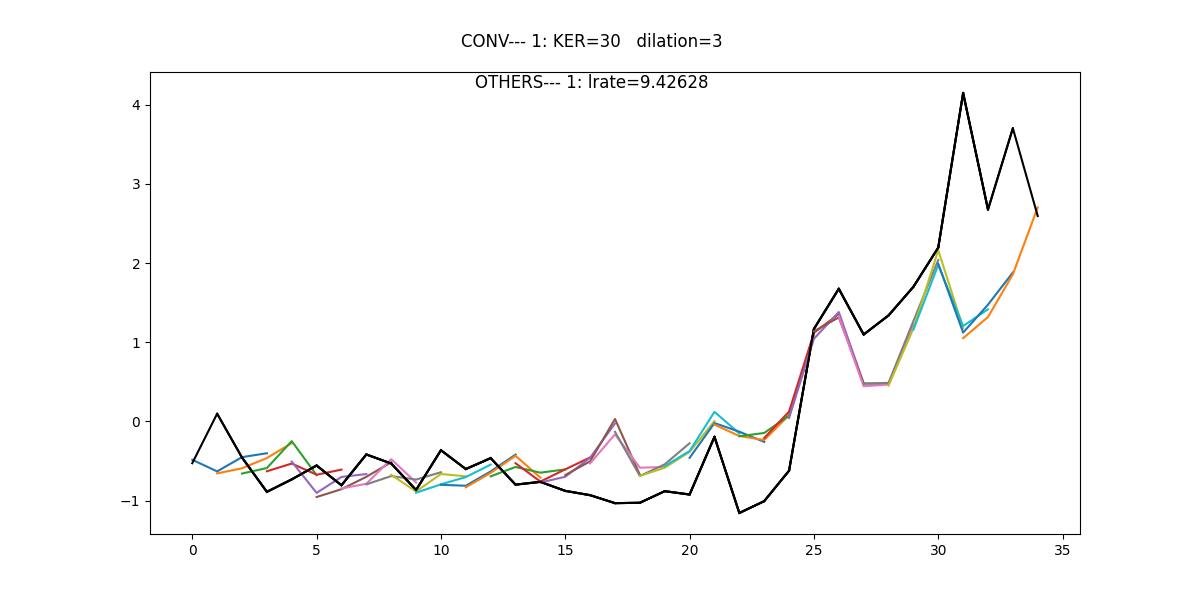 CONV--- 1: KER=30   dilation=3
OTHERS--- 1: lrate=9.42628
4
3
2
1
0
−1
0 5 10 15 20 25 30 35